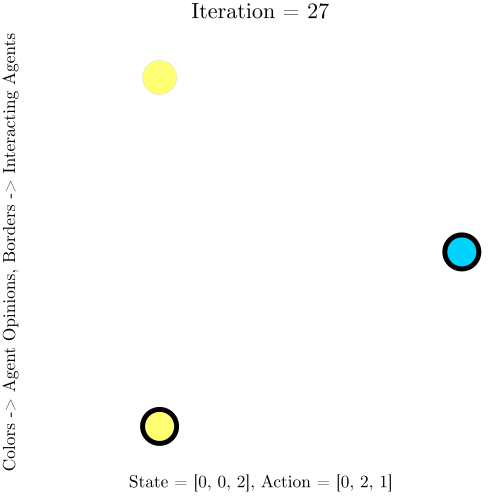 Iteration = 27
Colors -> Agent Opinions, Borders -> Interacting Agents
State = [0, 0, 2], Action = [0, 2, 1]